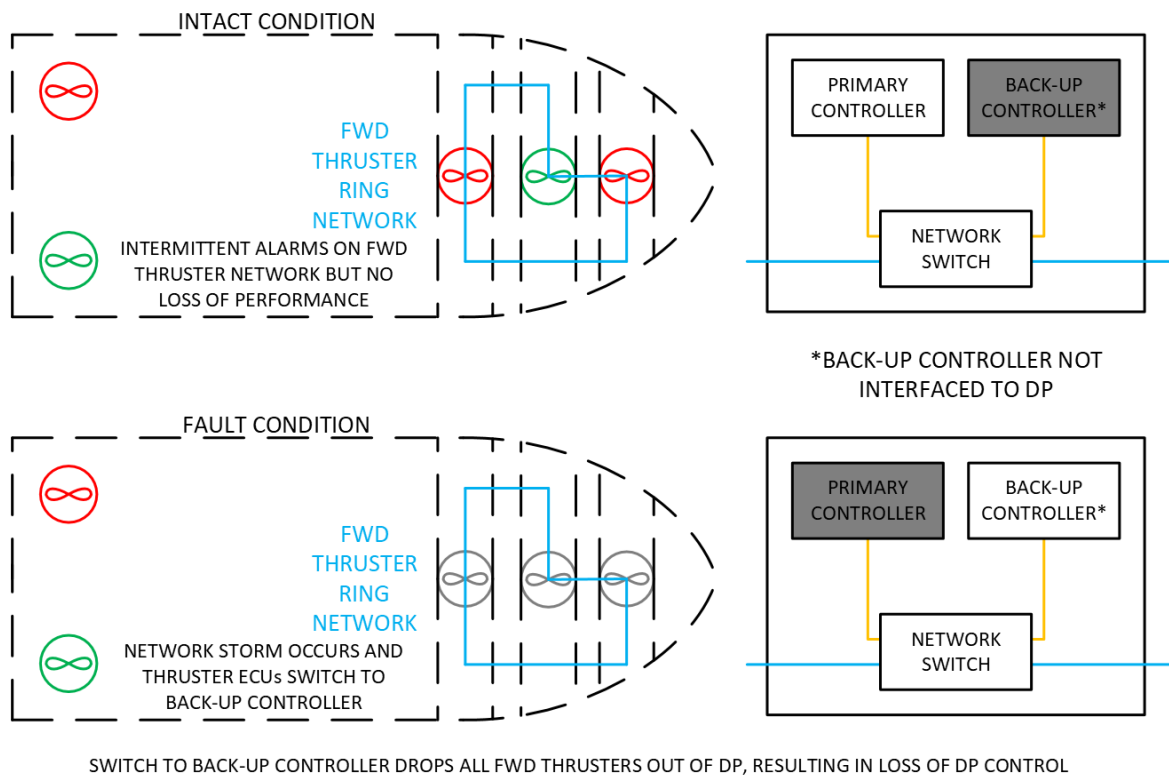 INTACT CONDITION
FWD
THRUSTER
RING
NETWORK
INTERMITTENT ALARMS ON FWD
THRUSTER NETWORK BUT NO
LOSS OF PERFORMANCE
PRIMARY
CONTROLLER
BACK-UP
CONTROLLER*
NETWORK
SWITCH
*BACK-UP CONTROLLER NOT
INTERFACED TO DP
FAULT CONDITION
FWD
THRUSTER
RING
NETWORK
NETWORK STORM OCCURS AND
THRUSTER ECUs SWITCH TO
BACK-UP CONTROLLER
PRIMARY
CONTROLLER
BACK-UP
CONTROLLER*
NETWORK
SWITCH
SWITCH TO BACK-UP CONTROLLER DROPS ALL FWD THRUSTERS OUT OF DP, RESULTING IN LOSS OF DP CONTROL